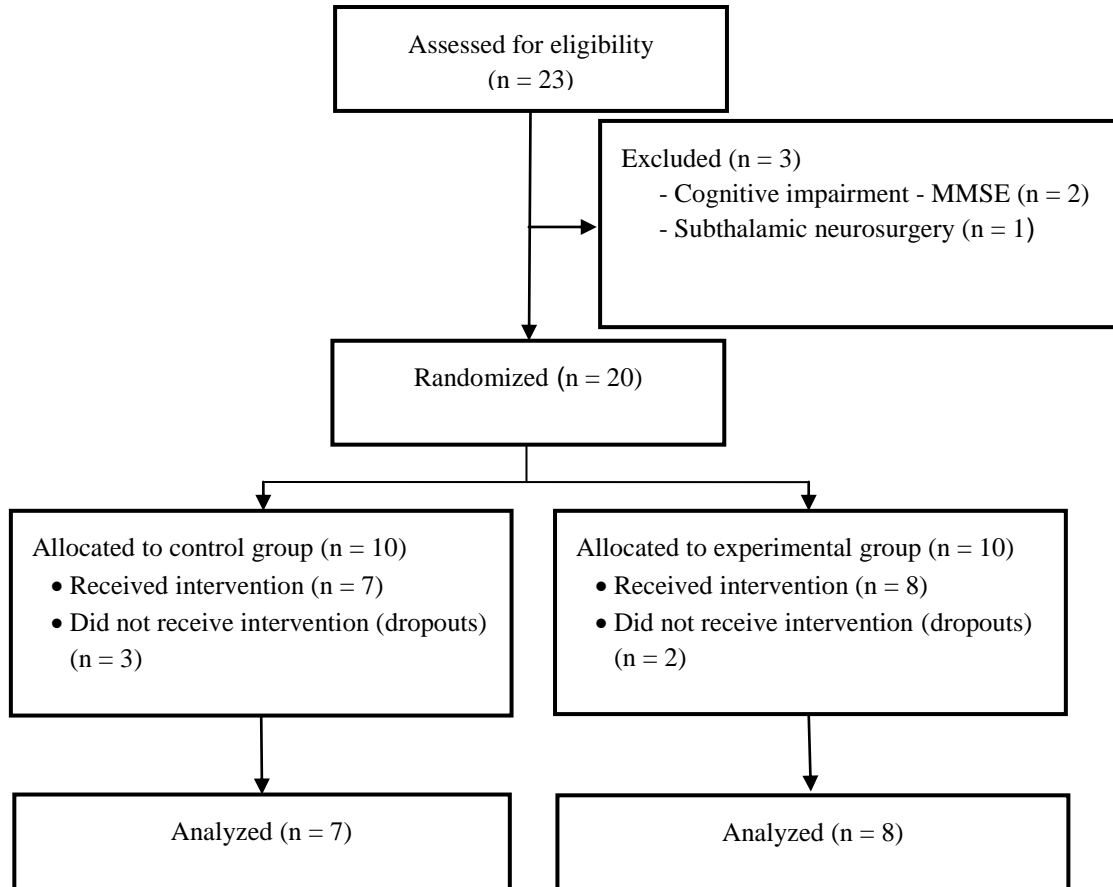 Assessed for eligibility
(n = 23)
Excluded (n = 3)
- Cognitive impairment - MMSE (n = 2)
- Subthalamic neurosurgery (n = 1)
Randomized (n = 20)
Allocated to control group (n = 10)
• Received intervention (n = 7)
• Did not receive intervention (dropouts)
(n = 3)
Allocated to experimental group (n = 10)
• Received intervention (n = 8)
• Did not receive intervention (dropouts)
(n = 2)
Analyzed (n = 7)
Analyzed (n = 8)